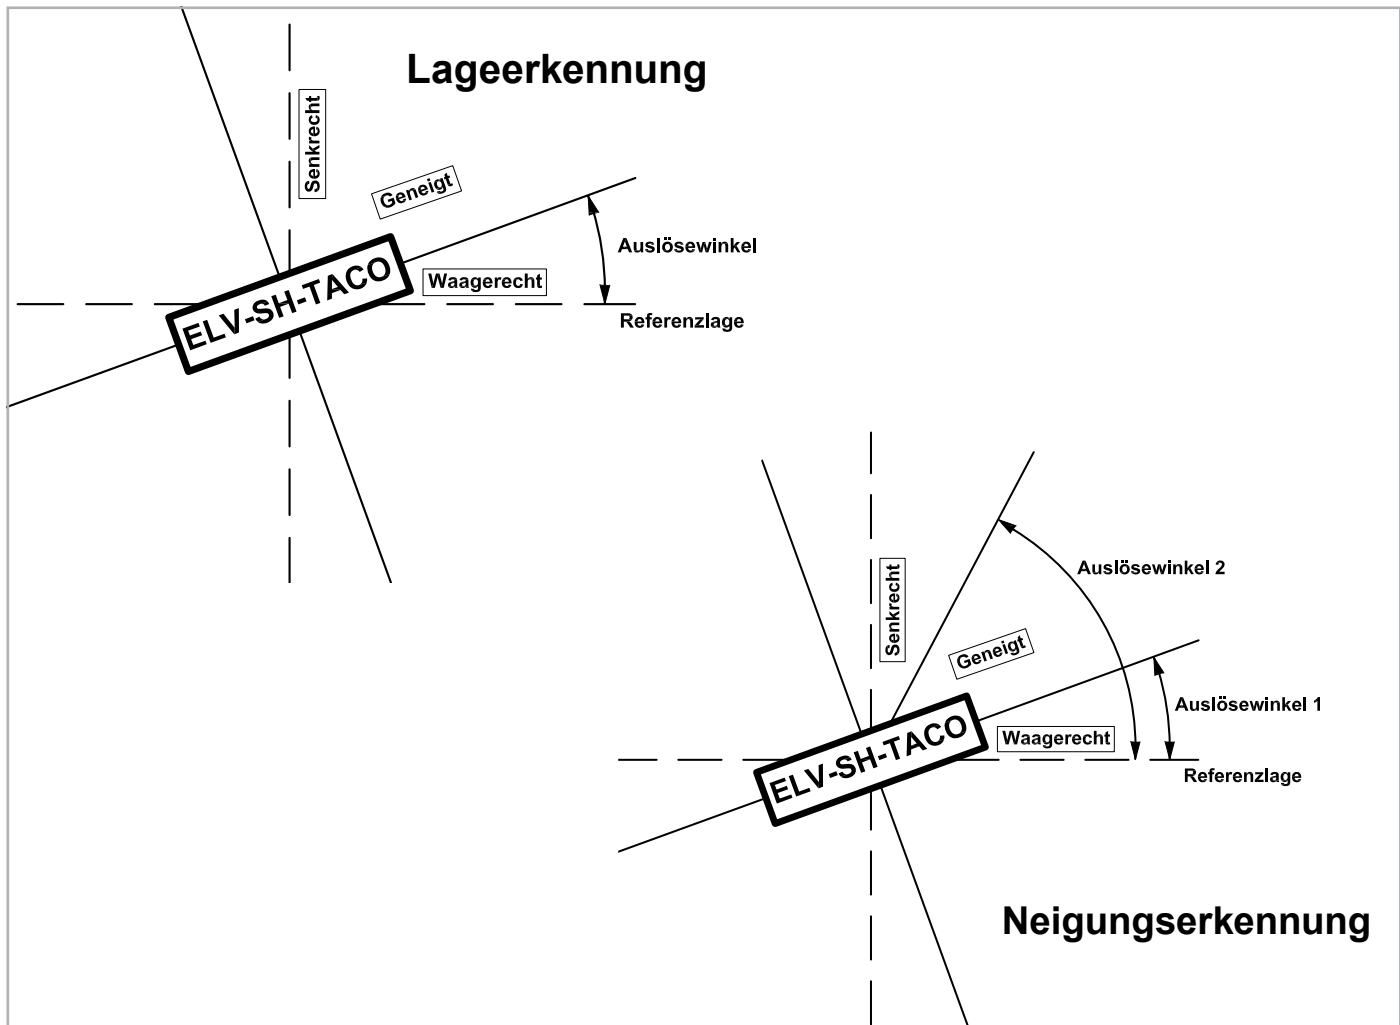 Lageerkennung
Senkrecht
Geneigt
Auslösewinkel
ELV-SH-TACO
Waagerecht
Referenzlage
Auslösewinkel 2
Senkrecht
Geneigt
Auslösewinkel 1
ELV-SH-TACO
Waagerecht
Referenzlage
Neigungserkennung